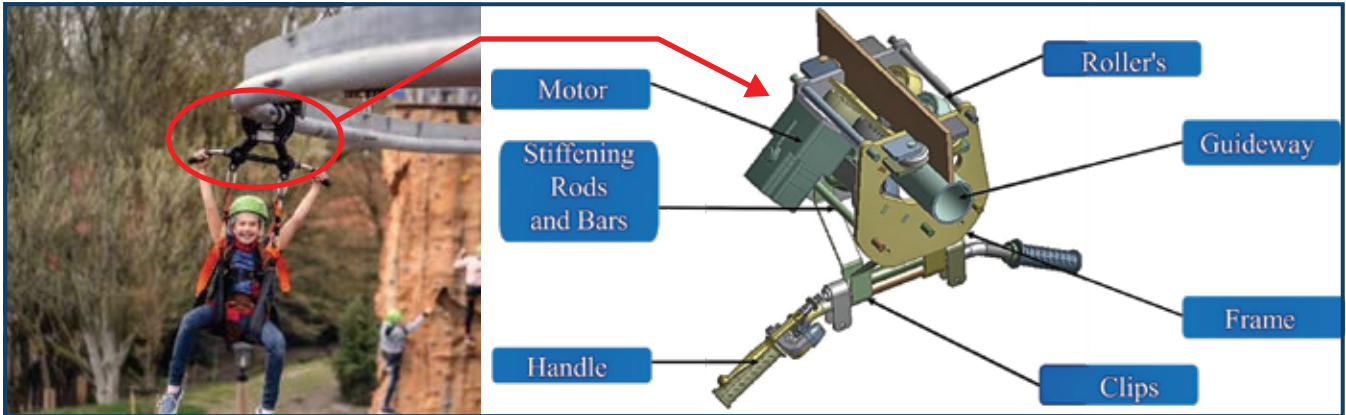 Motor
Stiffening
Rods
and Bars
Handle
Roller's
Guideway
Frame
Clips